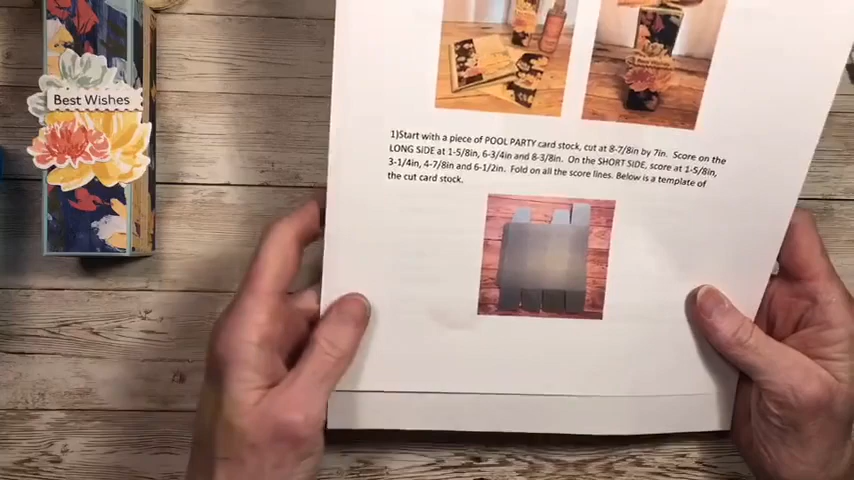 Best Wishes
1)Start with a piece of POOL PARTY card stock, cut at 8-7/8in by 7in. Score on the
LONG SIDE at 1-5/8in, 6-3/4in and 8-3/8in. On the SHORT SIDE, score at 1-5/8in,
3-1/4in, 4-7/8in and 6-1/2in. Fold on all the score lines. Below is a template of
the cut card stock.